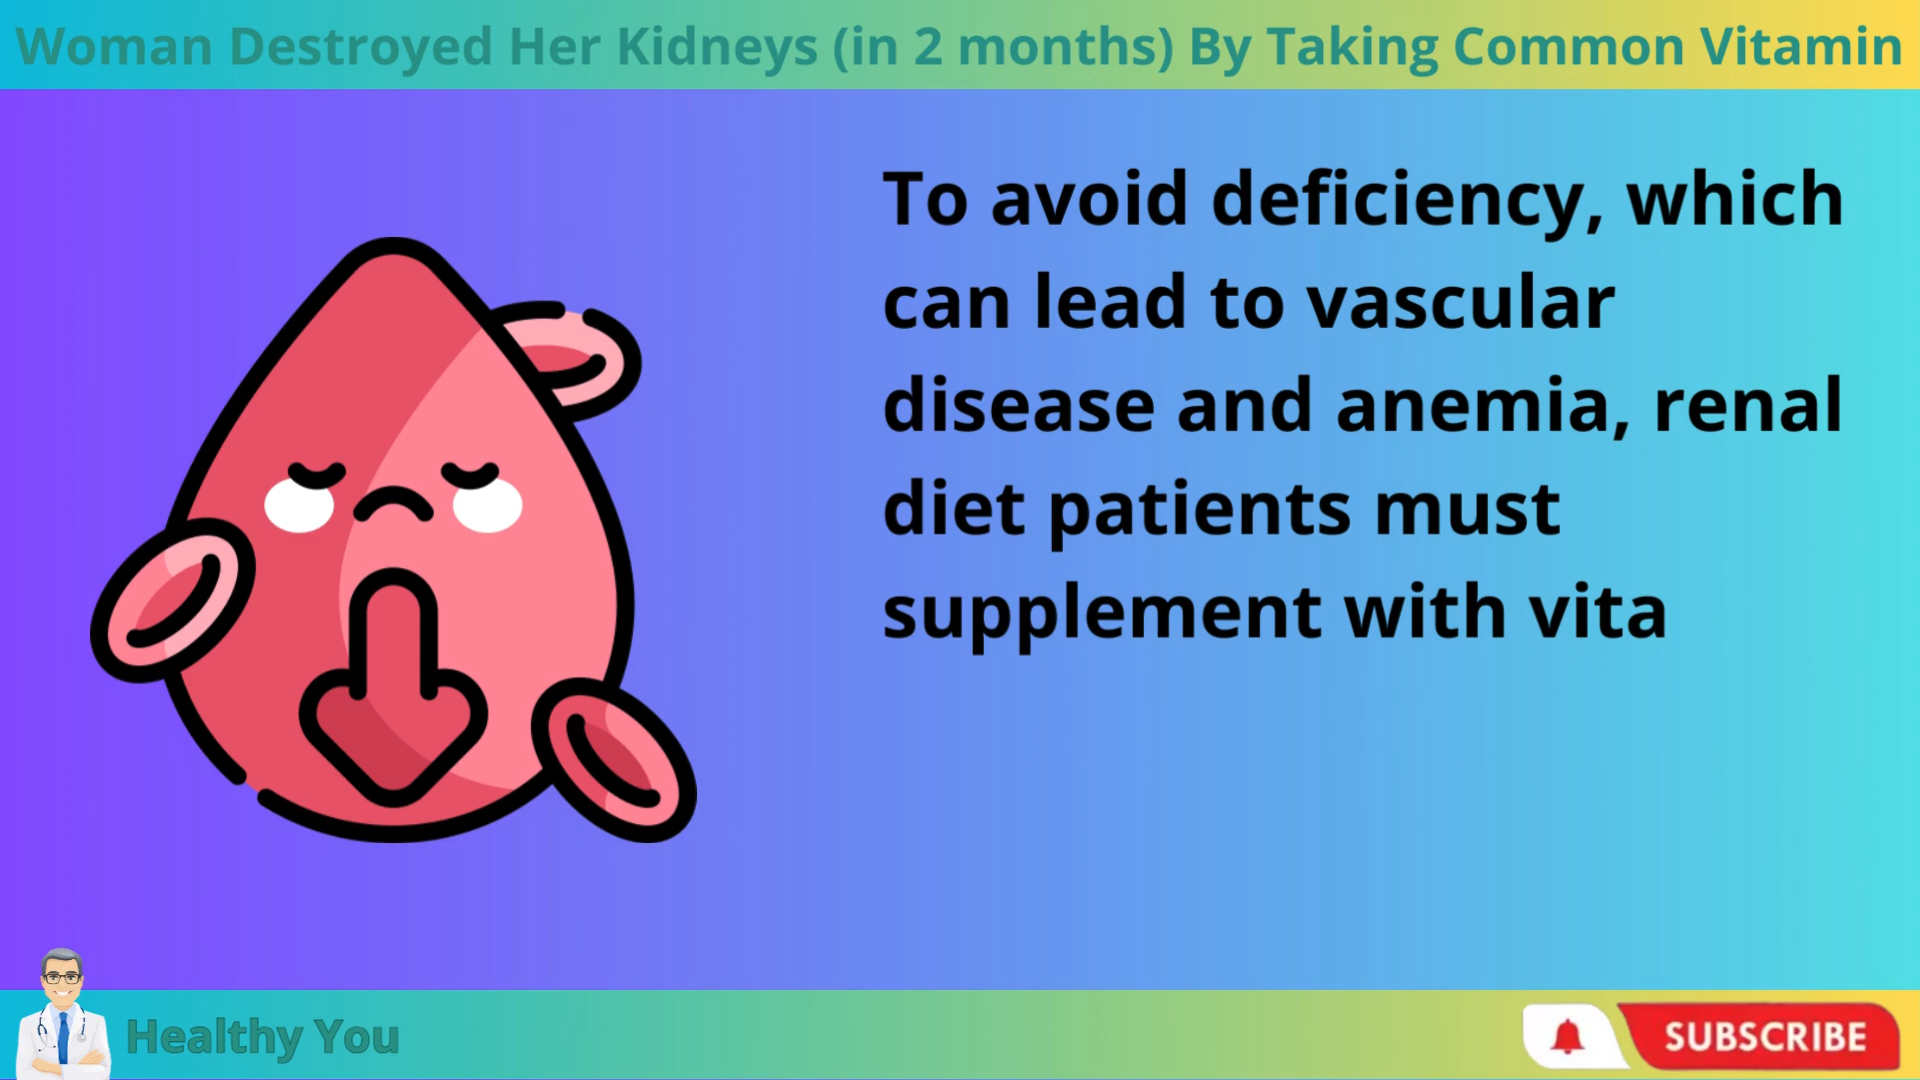 Woman Destroyed Her Kidneys (in 2 months) By Taking Common Vitamin
To avoid deficiency, which
can lead to vascular
disease and anemia, renal
diet patients must
supplement with vita
Healthy You
SUBSCRIBE